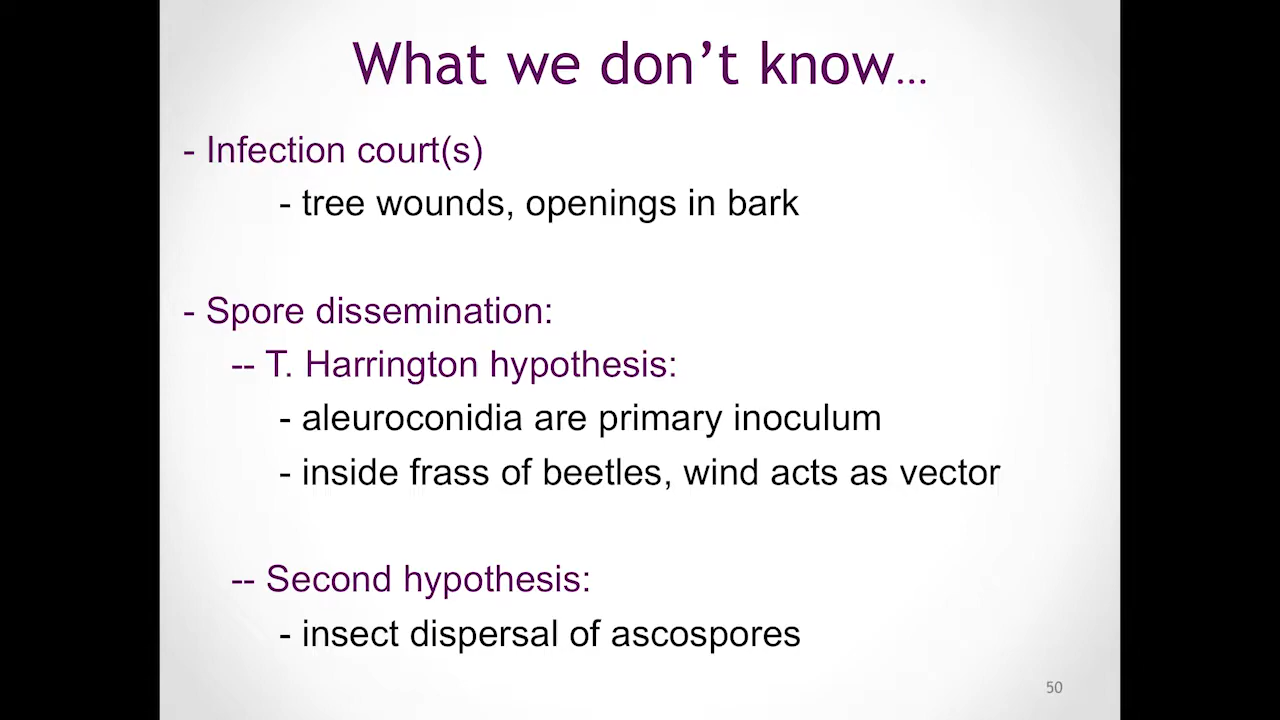 What we don’t know...
- Infection court(s)
- tree wounds, openings in bark
- Spore dissemination:
-- T. Harrington hypothesis:
- aleuroconidia are primary inoculum
- inside frass of beetles, wind acts as vector
-- Second hypothesis:
- insect dispersal of ascospores
50